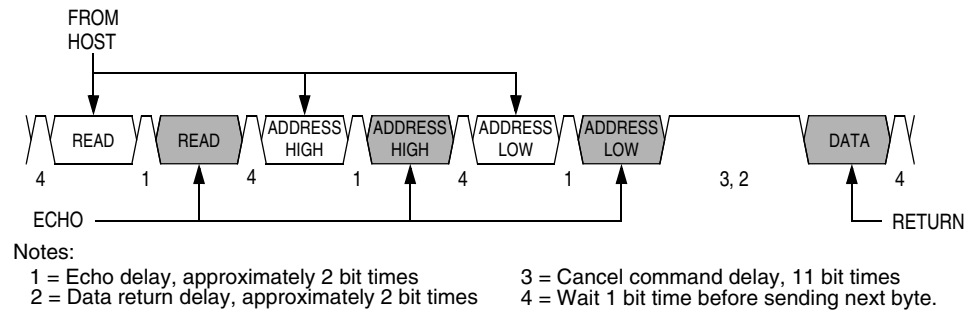 FROM
HOST
READ READ ADDRESS HIGH ADDRESS HIGH ADDRESS LOW ADDRESS LOW DATA
4 1 4 1 4 1 3, 2 4
ECHO RETURN
Notes:
1 = Echo delay, approximately 2 bit times
2 = Data return delay, approximately 2 bit times
3 = Cancel command delay, 11 bit times
4 = Wait 1 bit time before sending next byte.